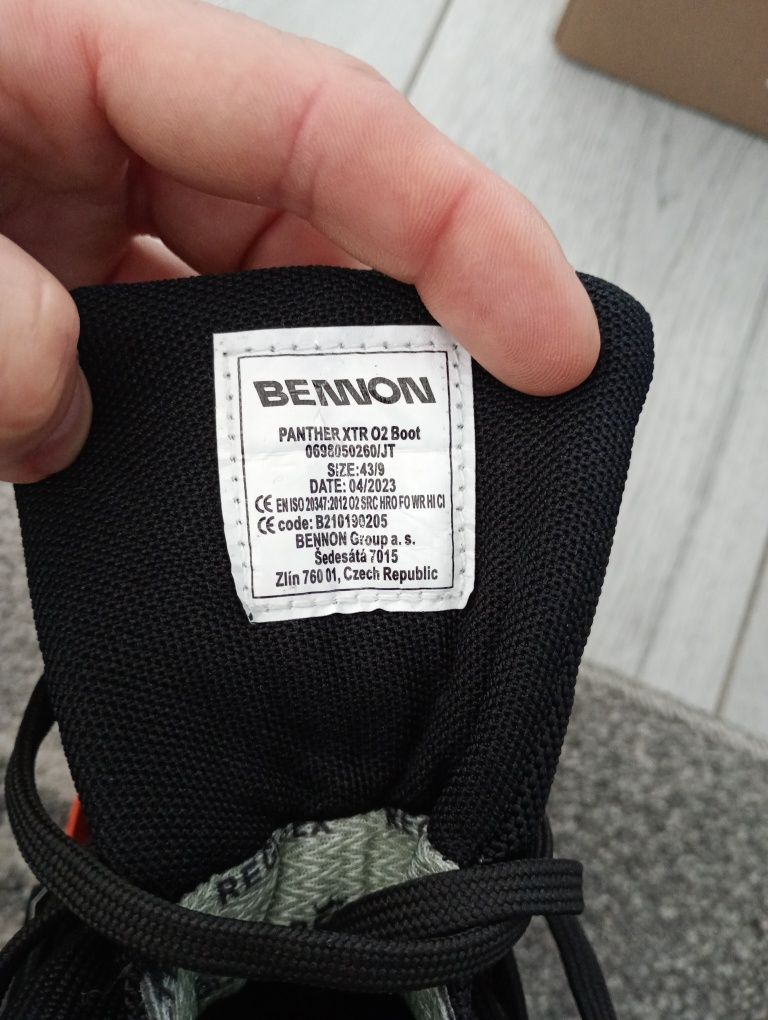 BENNON
PANTHER XTR O2 Boot
0698050260/JT
SIZE:43/9
DATE: 04/2023
CE EN ISO 20347:2012 O2 SRC HRO FO WR HI CI
CE code: B210190205
BENNON Group a. s.
Šedesátá 7015
Zlín 760 01, Czech Republic